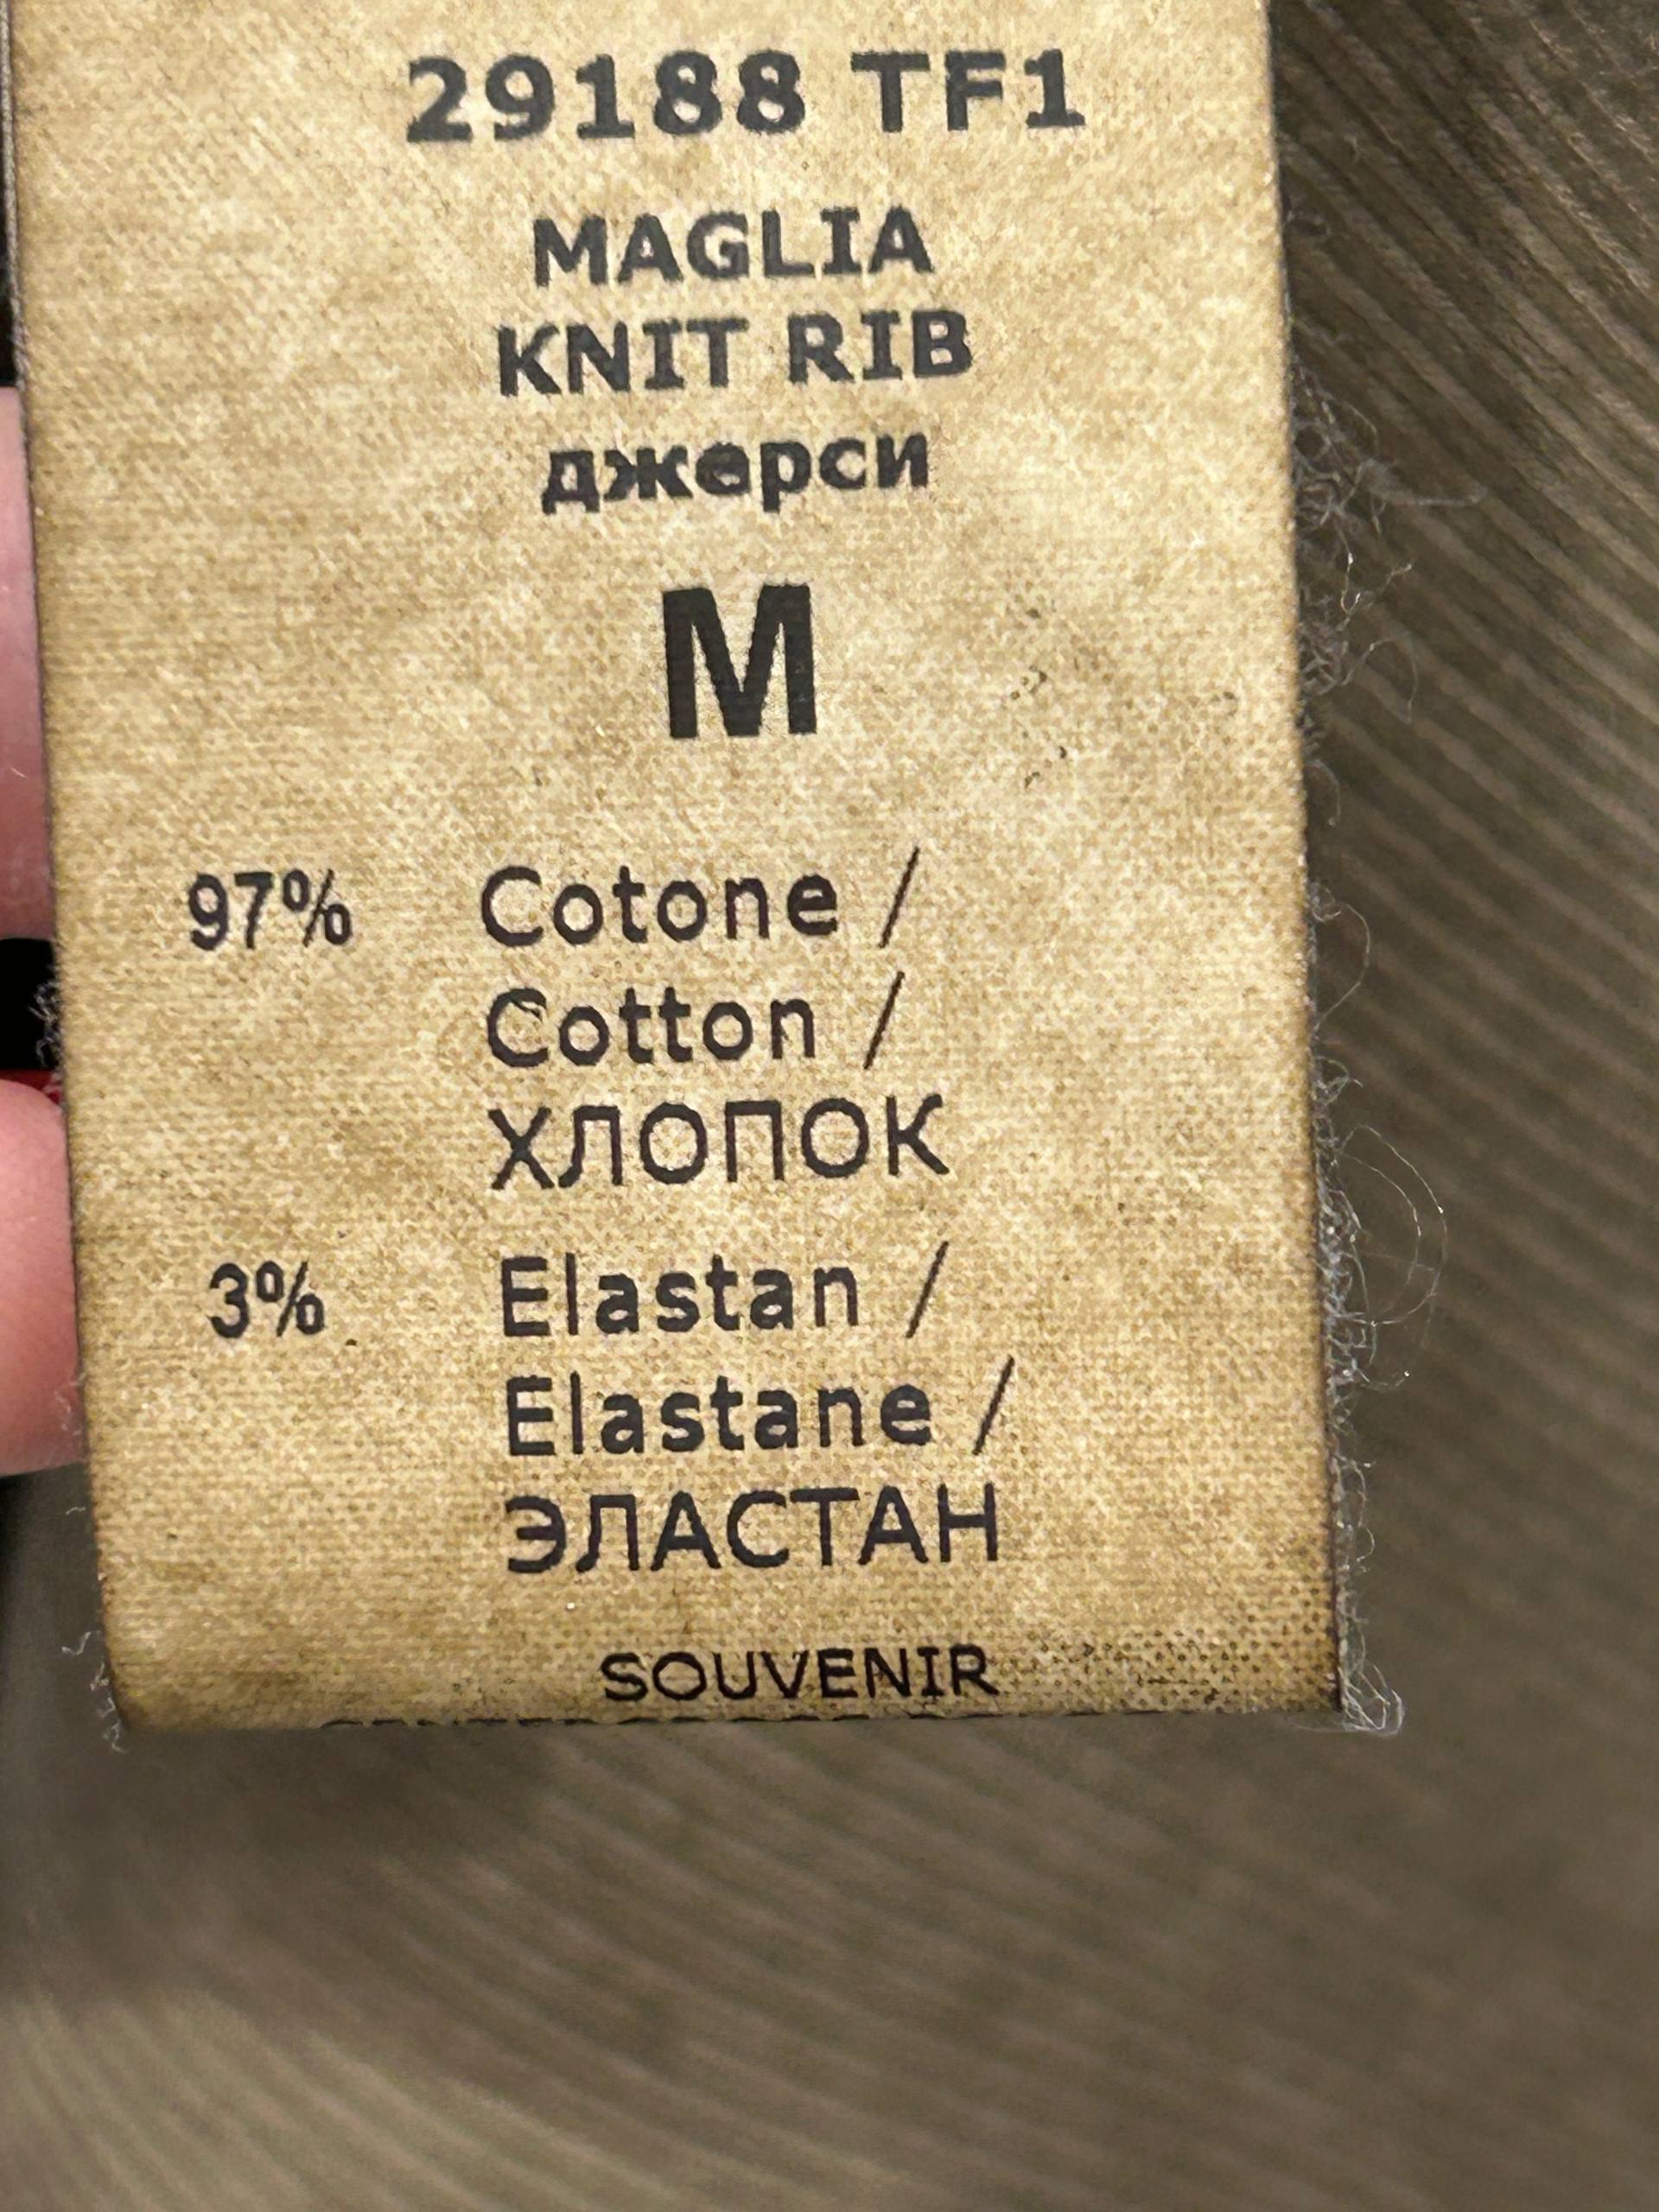 29188 TF1
MAGLIA
KNIT RIB
джерси
M
97% Cotone /
Cotton /
ХЛОПОК
3% Elastan /
Elastane /
ЭЛАСТАН
SOUVENIR